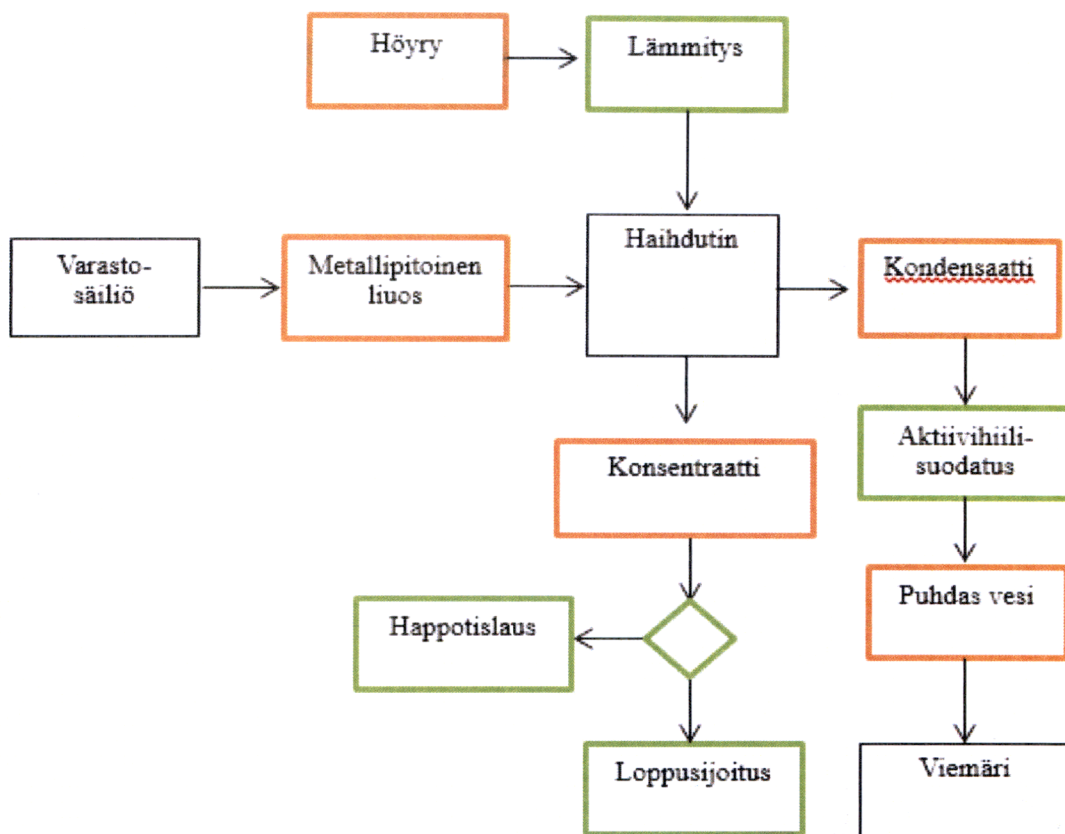 Höyry
Lämmitys
Varasto-
säiliö
Metallipitoinen
liuos
Haihdutin
Kondensaatti
Konsentraatti
Aktiivihiili-
suodatus
Happotislaus
Puhdas vesi
Loppusijoitus
Viemäri